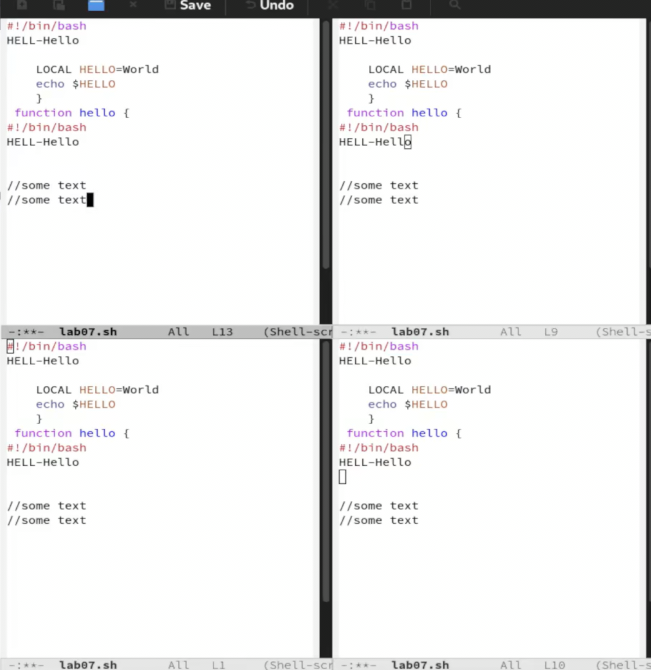 Save Undo
#!/bin/bash
HELL-Hello
LOCAL HELLO=World
echo $HELLO
}
function hello {
#!/bin/bash
HELL-Hello
//some text
//some text
-:**- lab07.sh All L13 (Shell-scr
#!/bin/bash
HELL-Hello
LOCAL HELLO=World
echo $HELLO
}
function hello {
#!/bin/bash
HELL-Hello
//some text
//some text
-:**- lab07.sh All L9 (Shell-s
#!/bin/bash
HELL-Hello
LOCAL HELLO=World
echo $HELLO
}
function hello {
#!/bin/bash
HELL-Hello
//some text
//some text
-:**- lab07.sh All L1 (Shell-scr
#!/bin/bash
HELL-Hello
LOCAL HELLO=World
echo $HELLO
}
function hello {
#!/bin/bash
HELL-Hello
//some text
//some text
-:**- lab07.sh All L10 (Shell-s